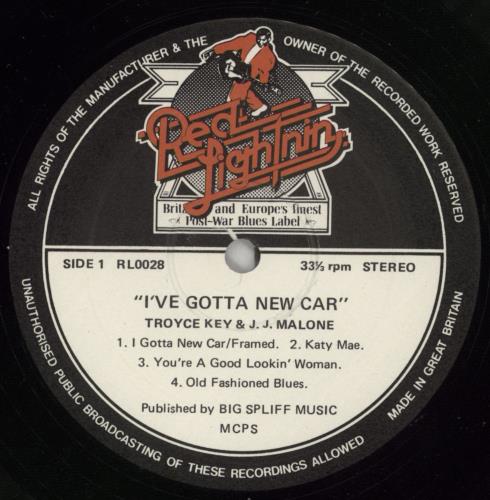 ALL RIGHTS OF THE MANUFACTURER & THE OWNER OF THE RECORDED WORK RESERVED
Red
Lightnin'
and Europe's finest
Post-War Blues Label
SIDE 1 RL0028 33⅓ rpm STEREO
"I'VE GOTTA NEW CAR"
TROYCE KEY & J. J. MALONE
1. I Gotta New Car/Framed. 2. Katy Mae.
3. You're A Good Lookin' Woman.
4. Old Fashioned Blues.
Published by BIG SPLIFF MUSIC
MCPS
UNAUTHORISED PUBLIC BROADCASTING OF THESE RECORDINGS ALLOWED
MADE IN GREAT BRITAIN